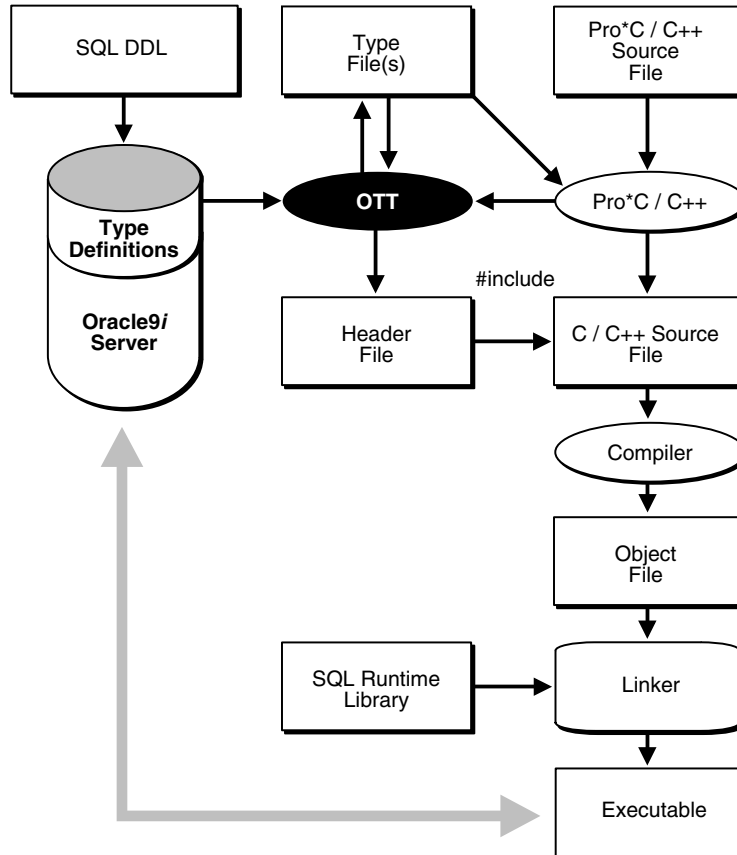 SQL DDL
Type
File(s)
Pro*C / C++
Source
File
OTT
Pro*C / C++
Type
Definitions
Oracle9i
Server
#include
Header
File
C / C++ Source
File
Compiler
Object
File
SQL Runtime
Library
Linker
Executable